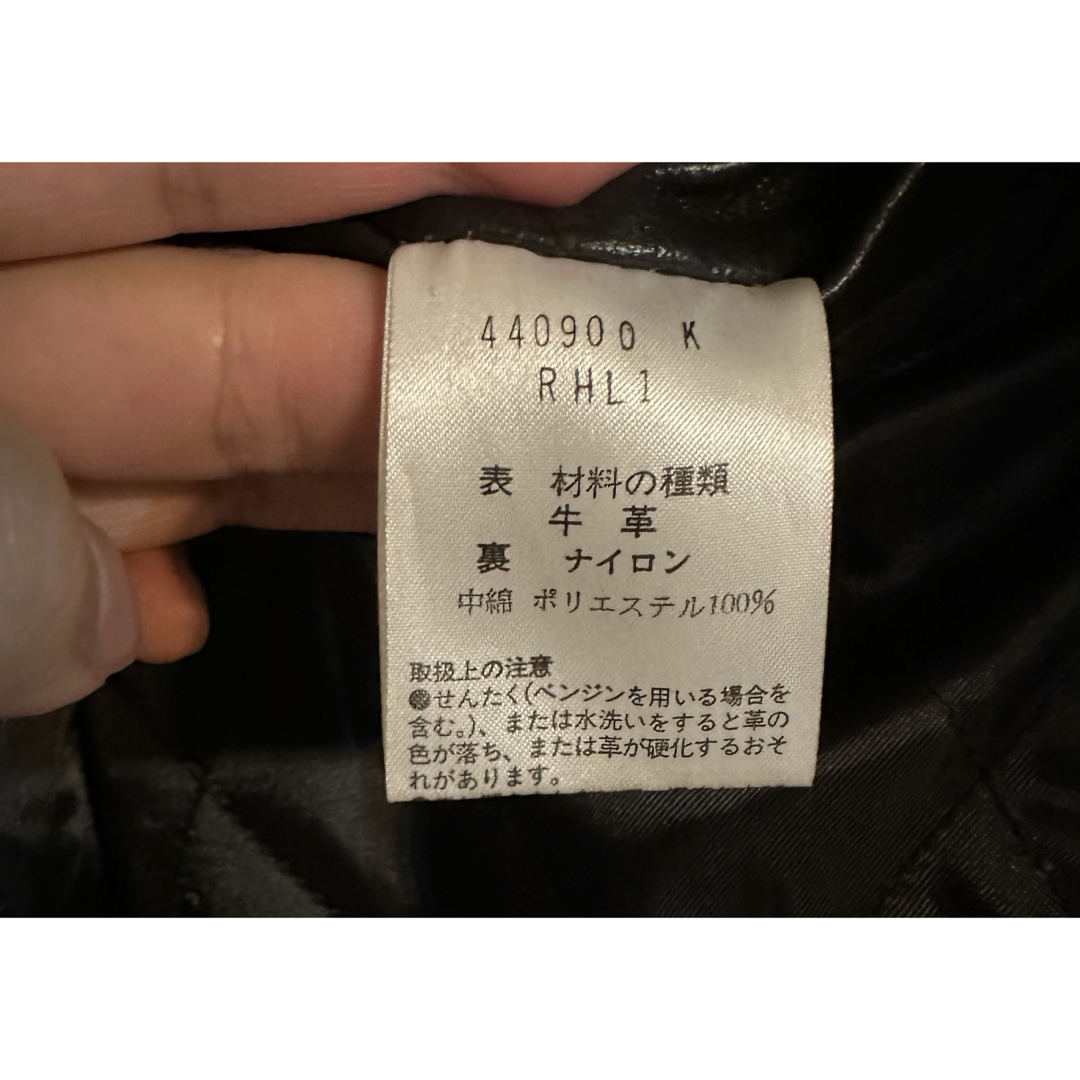 440900 K
RHL1
表 材料の種類
牛 革
裏 ナイロン
中綿 ポリエステル100%
取扱上の注意
●せんたく(ベンジンを用いる場合を
含む。)、または水洗いをすると革の
色が落ち、または革が硬化するおそ
れがあります。